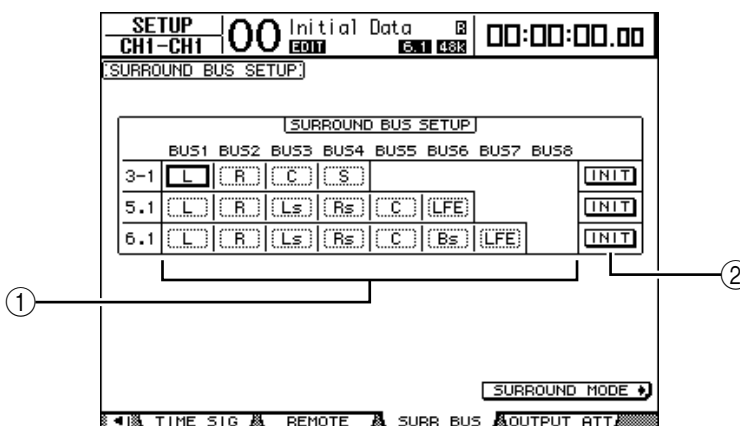 SETUP 00 Initial Data R 00:00:00.00
CH1-CH1 EDIT 6.1 48k
SURROUND BUS SETUP
SURROUND BUS SETUP
BUS1 BUS2 BUS3 BUS4 BUS5 BUS6 BUS7 BUS8
3-1 L R C S INIT
5.1 L R Ls Rs C LFE INIT
6.1 L R Ls Rs C Bs LFE INIT
1
2
SURROUND MODE
TIME SIG REMOTE SURR BUS OUTPUT ATT